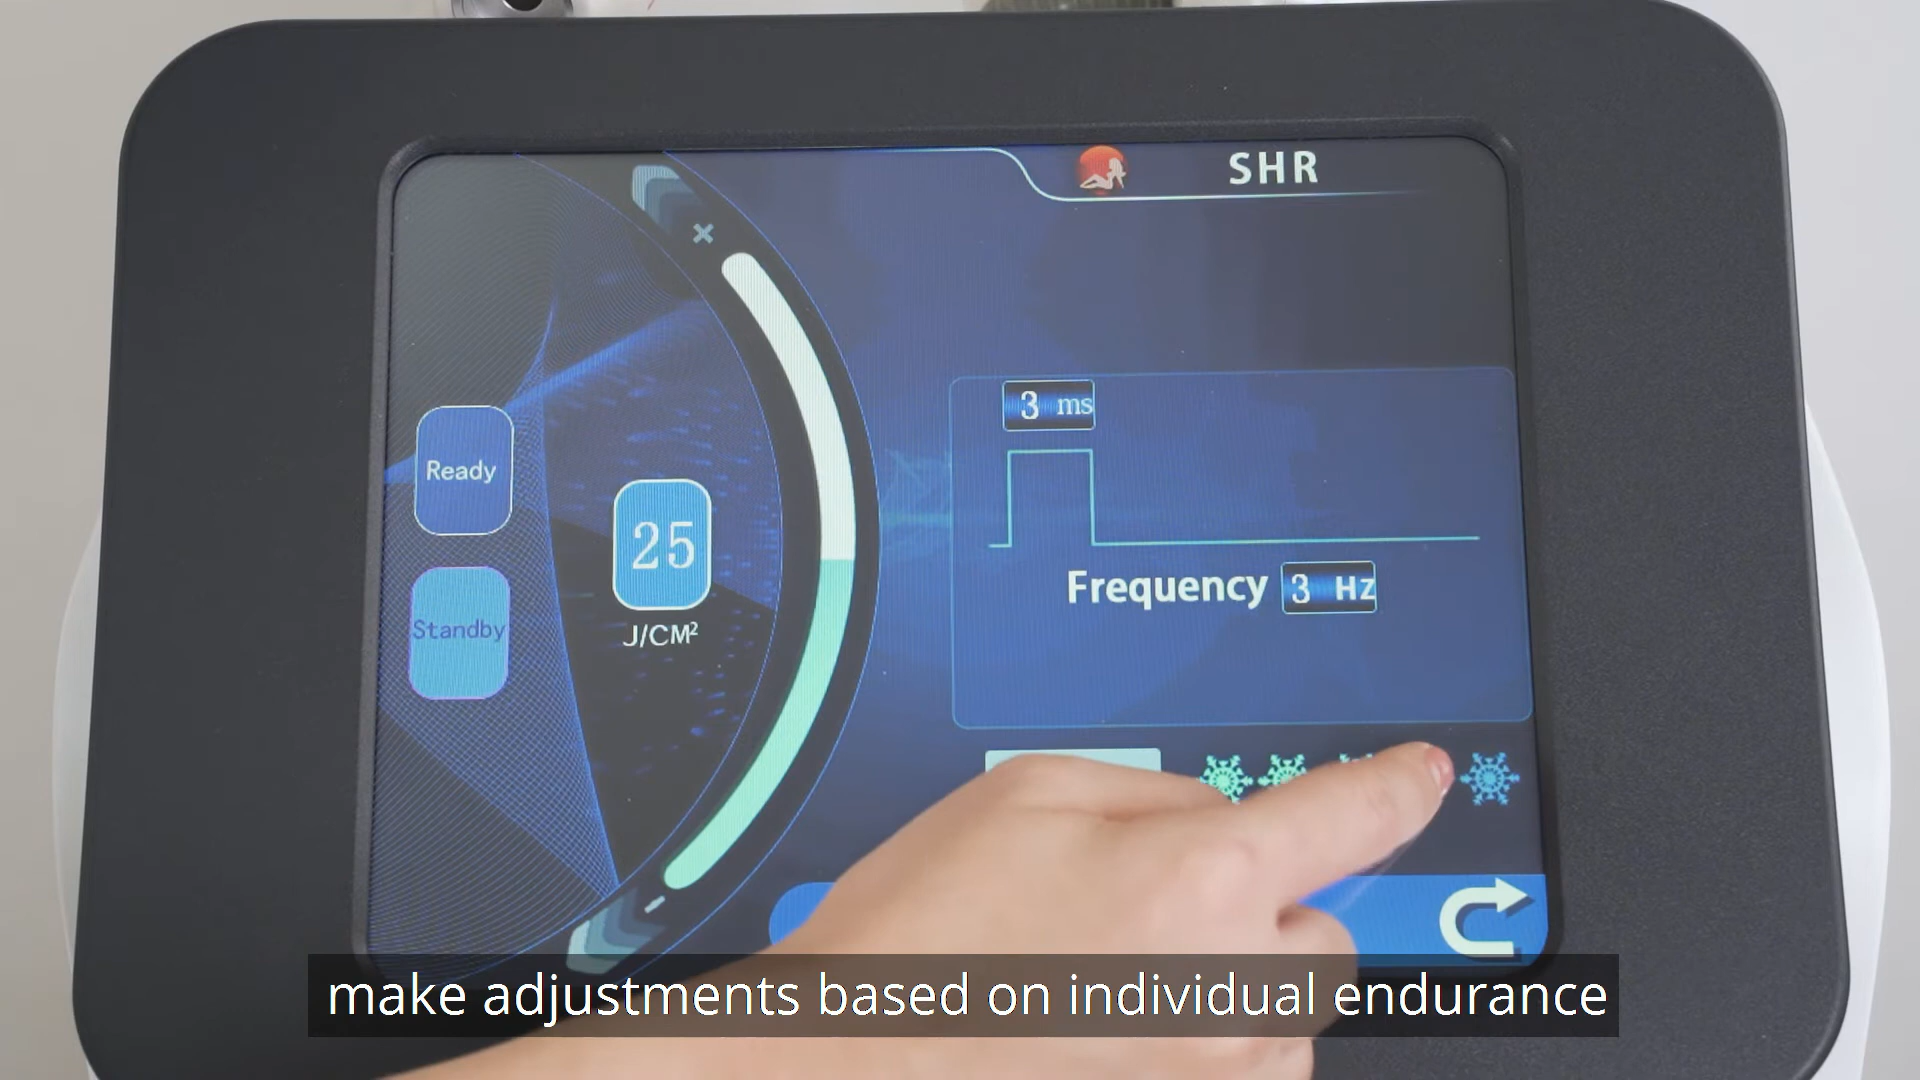 SHR
3 ms
Ready
25
Frequency 3 Hz
Standby
J/CM²
make adjustments based on individual endurance